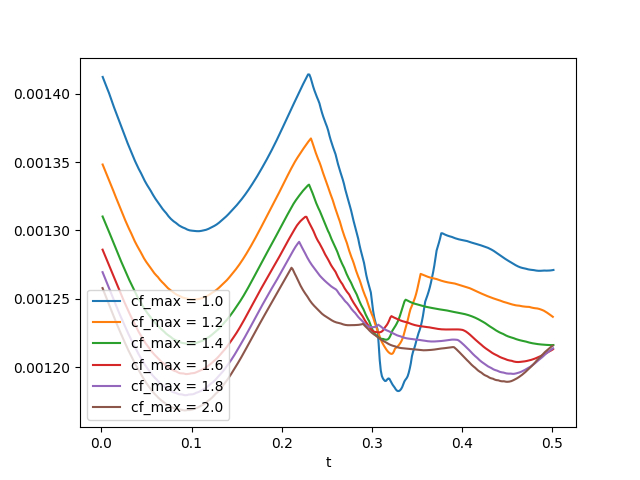 0.00140
0.00135
0.00130
0.00125
0.00120
cf_max = 1.0
cf_max = 1.2
cf_max = 1.4
cf_max = 1.6
cf_max = 1.8
cf_max = 2.0
0.0 0.1 0.2 0.3 0.4 0.5
t